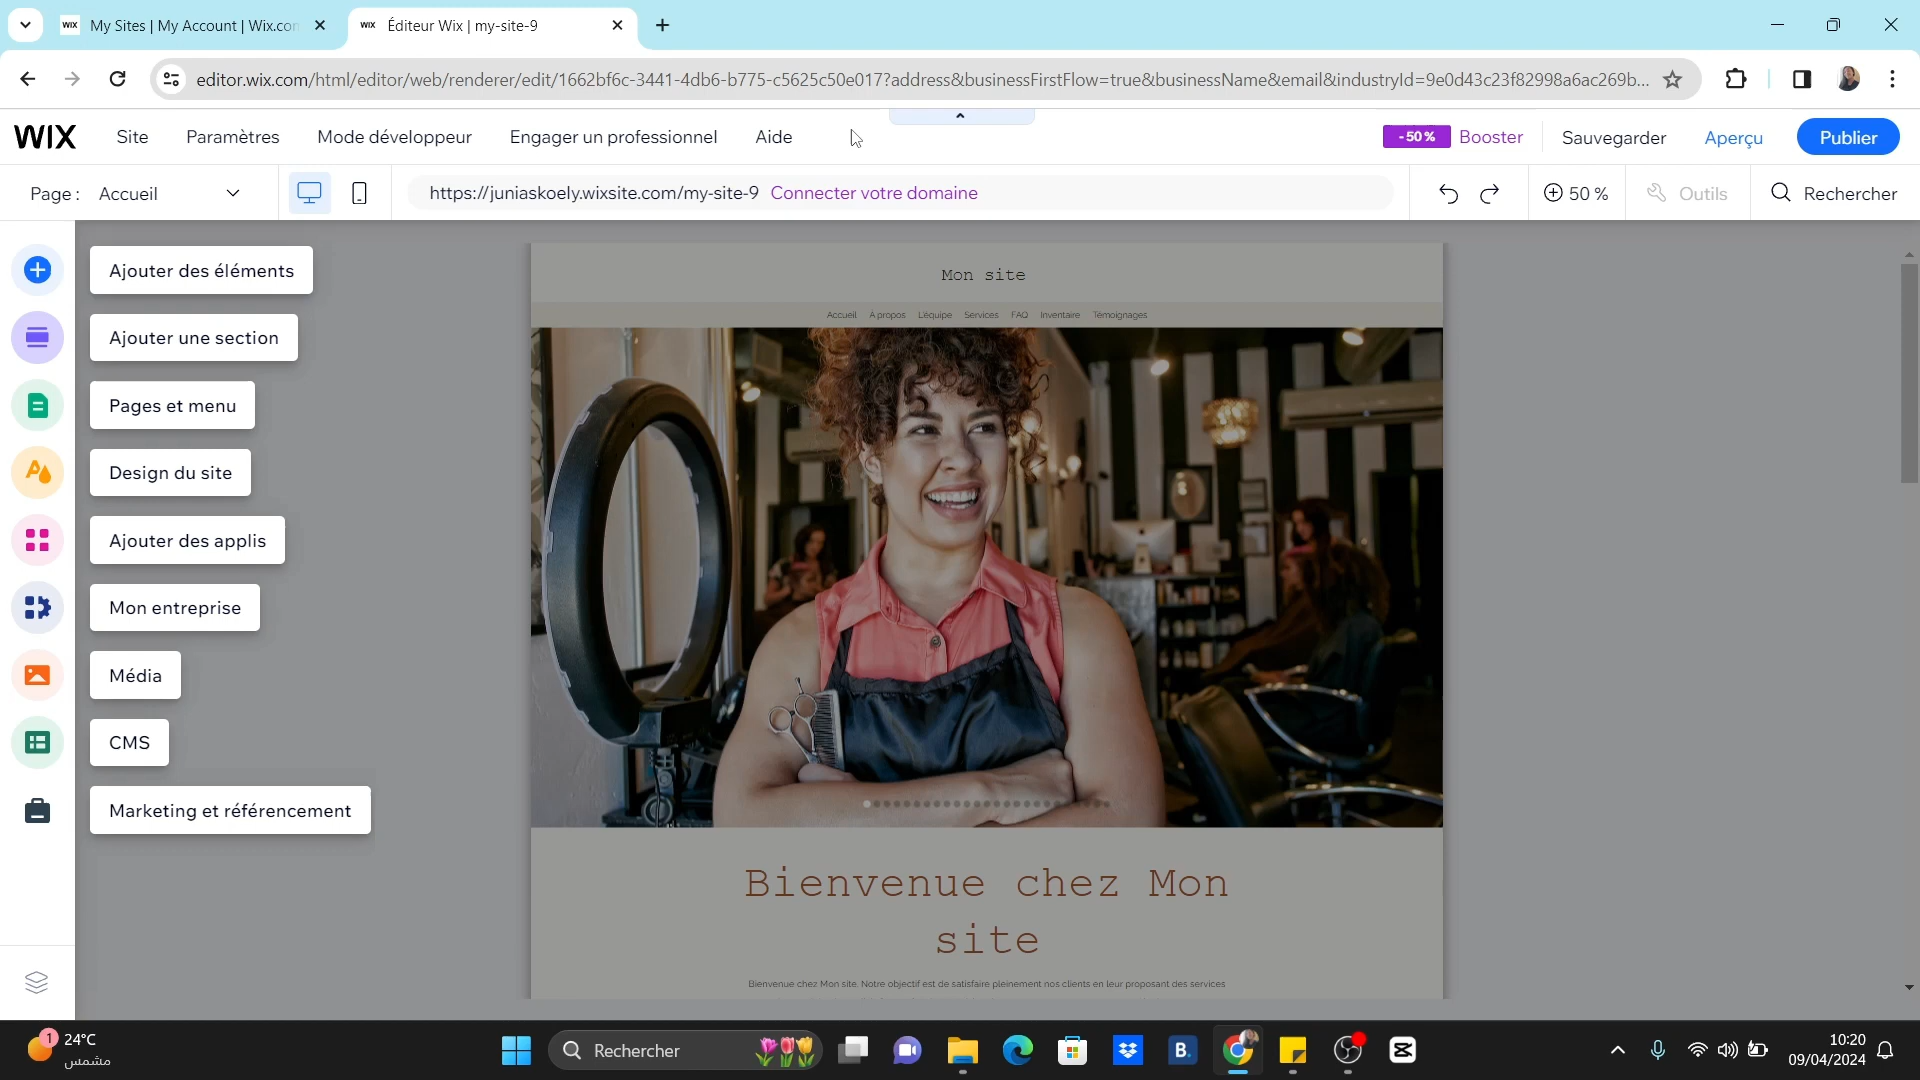 WIX My Sites | My Account | Wix.con
WIX Éditeur Wix | my-site-9
editor.wix.com/html/editor/web/renderer/edit/1662bf6c-3441-4db6-b775-c5625c50e017?address&businessFirstFlow=true&businessName&email&industryId=9e0d43c23f82998a6ac269b...
WIX Site Paramètres Mode développeur Engager un professionnel Aide -50% Booster Sauvegarder Aperçu Publier
Page : Accueil https://juniaskoely.wixsite.com/my-site-9 Connecter votre domaine 50 % Outils Rechercher
Ajouter des éléments
Ajouter une section
Pages et menu
Design du site
Ajouter des applis
Mon entreprise
Média
CMS
Marketing et référencement
Mon site
Accueil À propos L'équipe Services FAQ Inventaire Témoignages
Bienvenue chez Mon
site
Bienvenue chez Mon site. Notre objectif est de satisfaire pleinement nos clients en leur proposant des services
1 24°C
مشمس
Rechercher
B.
10:20
09/04/2024